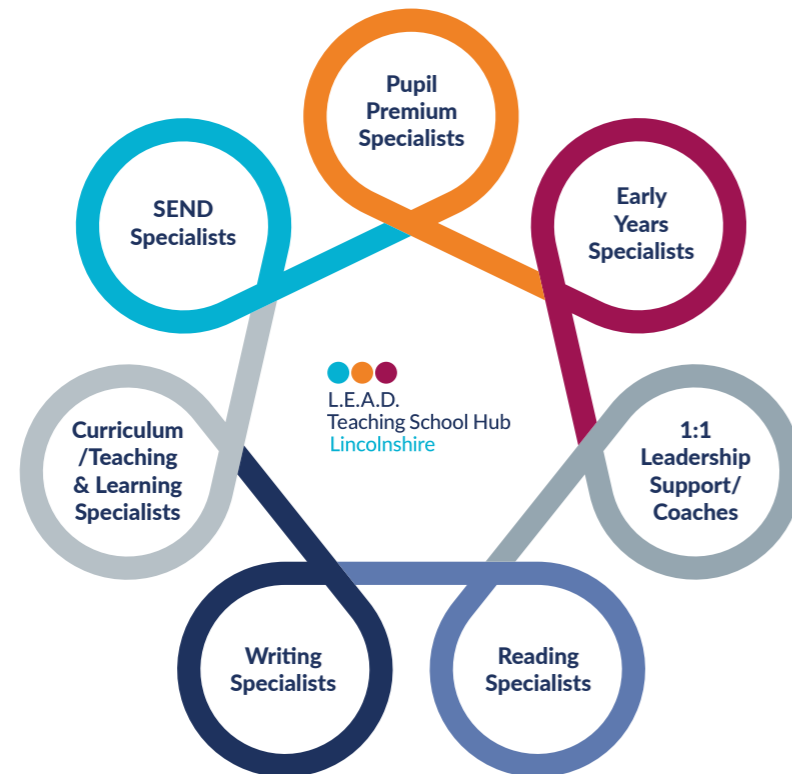 Pupil
Premium
Specialists
SEND
Specialists
Early
Years
Specialists
L.E.A.D.
Teaching School Hub
Lincolnshire
Curriculum
/Teaching
& Learning
Specialists
1:1
Leadership
Support/
Coaches
Writing
Specialists
Reading
Specialists